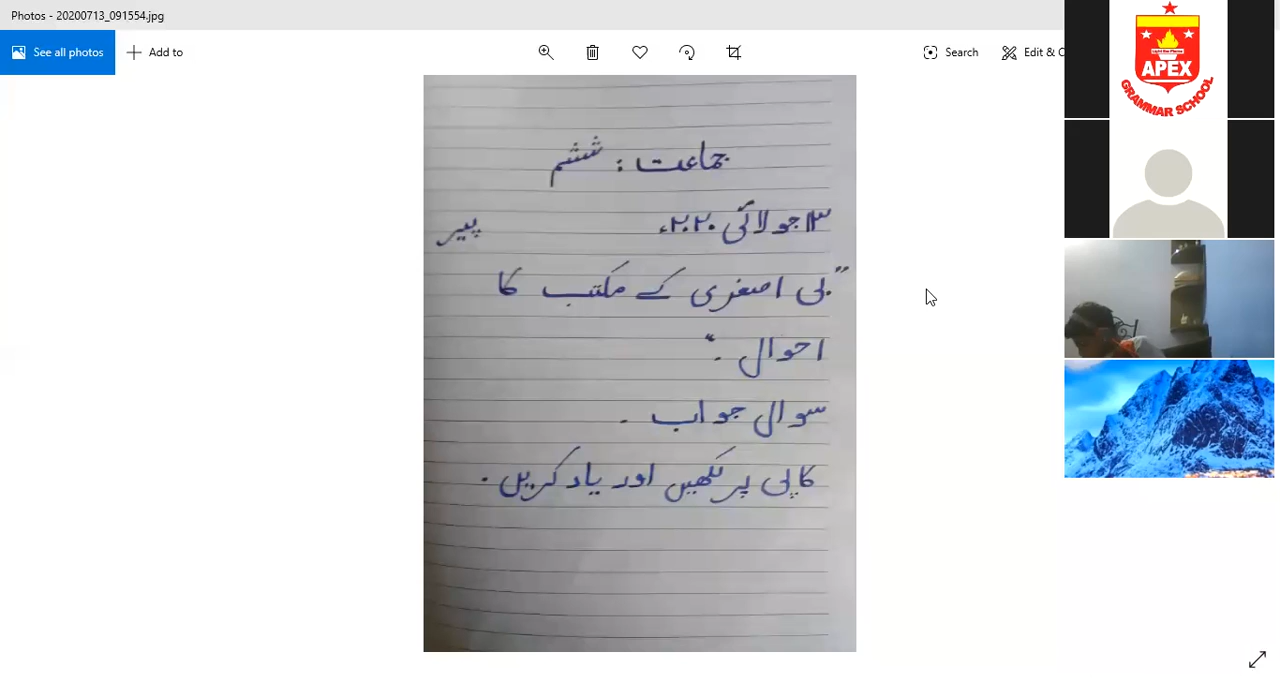 Photos - 20200713_091554.jpg
See all photos
Add to
Search
Edit & C
APEX
GRAMMAR SCHOOL
جماعت : ششم
۱۳ جولائی ۲۰۲۰ء پیر
"بی اصغری کے مکتب کا
احوال ۔"
سوال جواب ۔
کاپی پر لکھیں اور یاد کریں ۔